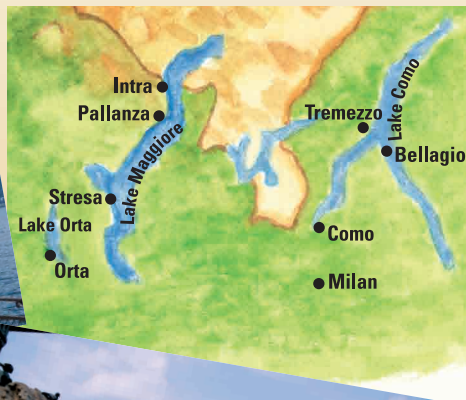 Intra
Pallanza
Lake Maggiore
Stresa
Lake Orta
Orta
Tremezzo
Lake Como
Bellagio
Como
Milan